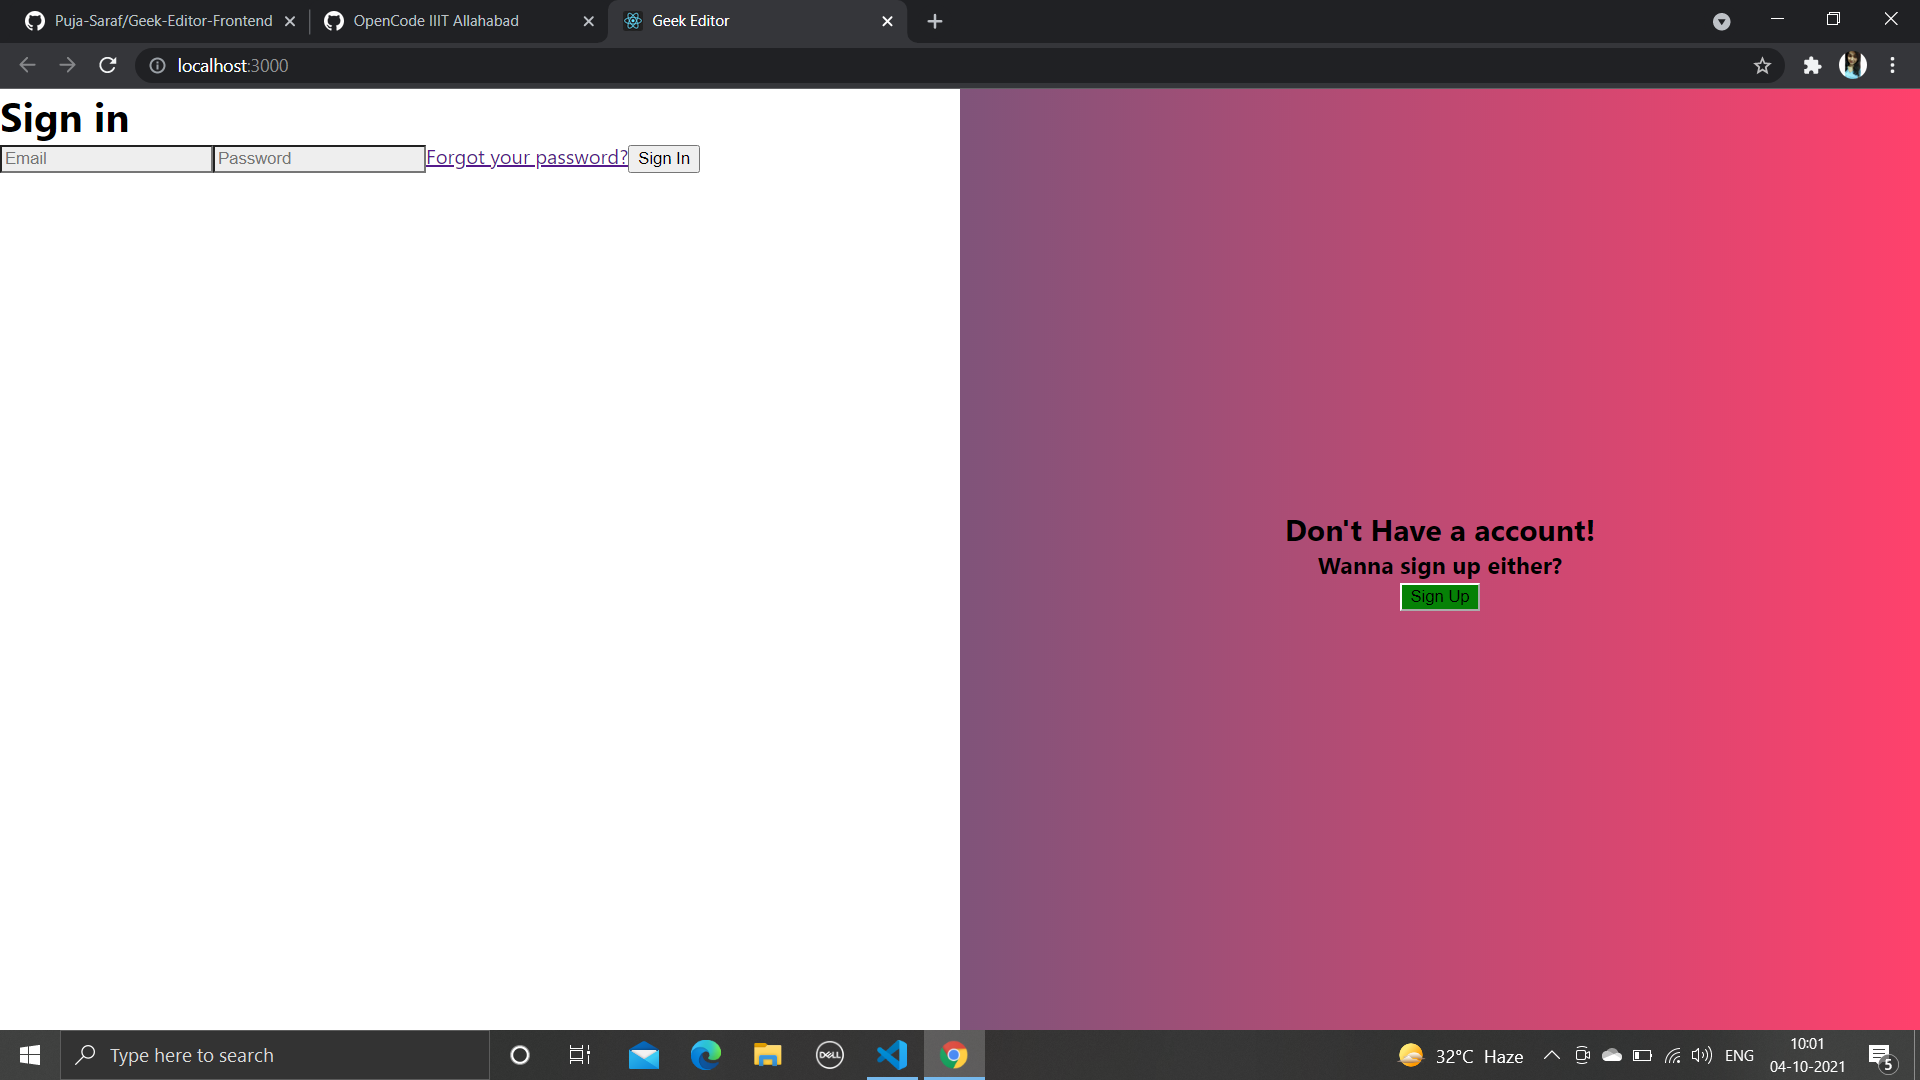 Puja-Saraf/Geek-Editor-Frontend
OpenCode IIIT Allahabad
Geek Editor
localhost:3000
Sign in
Email
Password
Forgot your password?
Sign In
Don't Have a account!
Wanna sign up either?
Sign Up
Type here to search
DELL
32°C Haze
ENG
10:01
04-10-2021
5